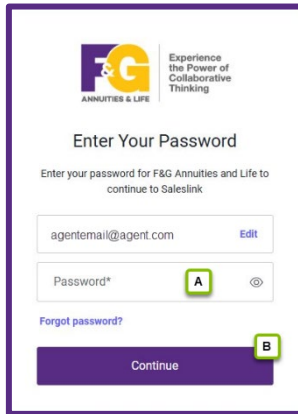 F&G
ANNUITIES & LIFE
Experience
the Power of
Collaborative
Thinking
Enter Your Password
Enter your password for F&G Annuities and Life to
continue to Saleslink
agentemail@agent.com Edit
Password* A
Forgot password?
B
Continue